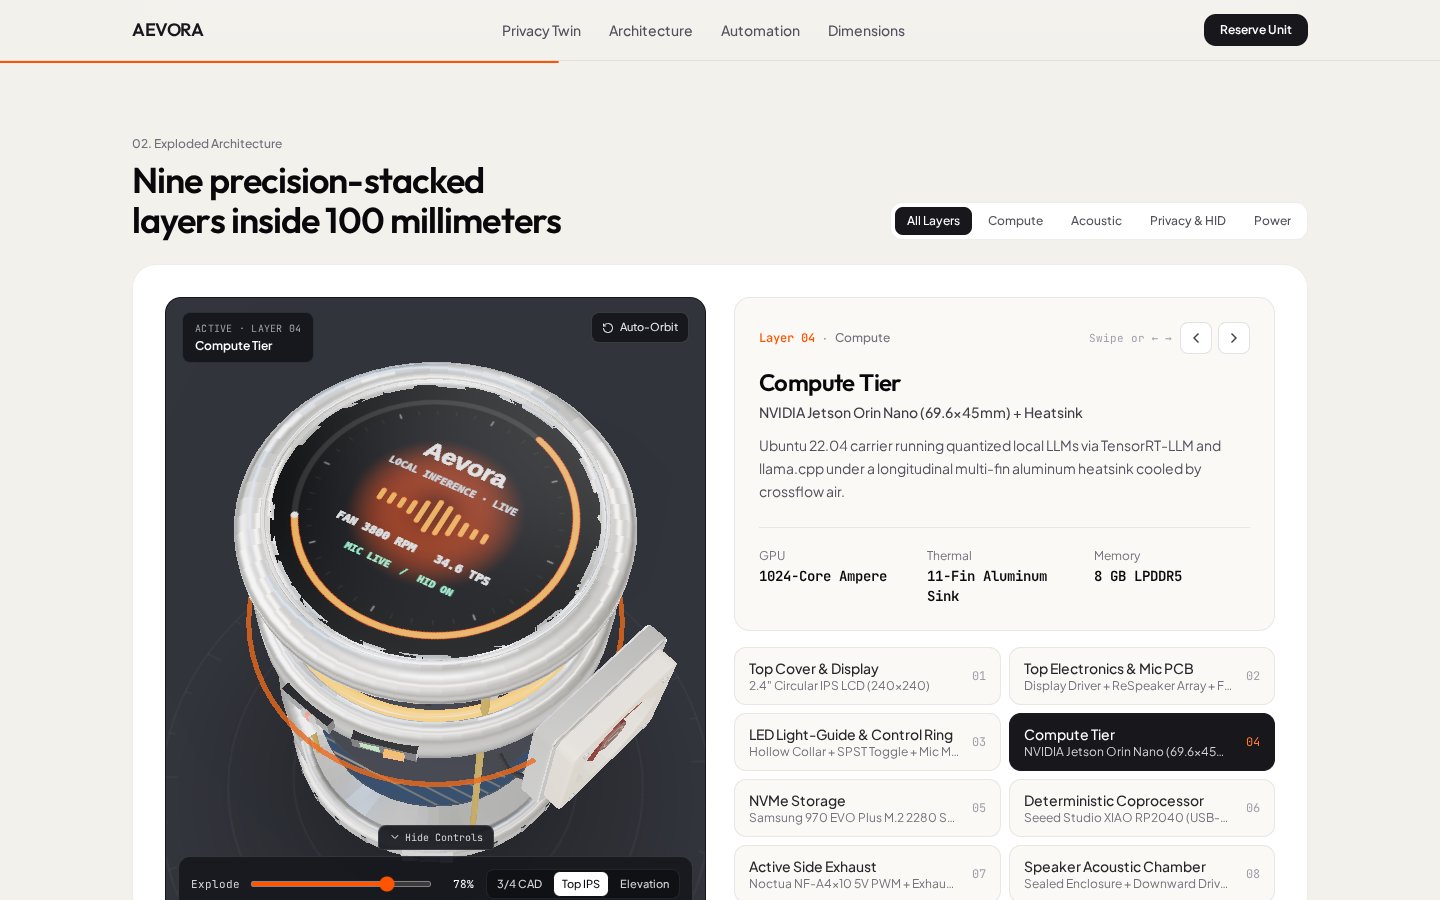 AEVORA
Privacy Twin
Architecture
Automation
Dimensions
Reserve Unit
02. Exploded Architecture
Nine precision-stacked
layers inside 100 millimeters
All Layers
Compute
Acoustic
Privacy & HID
Power
ACTIVE · LAYER 04
Compute Tier
Auto-Orbit
Aevora
LOCAL INFERENCE · LIVE
FAN 3800 RPM 34.6 TPS
MIC LIVE / HID ON
Hide Controls
Explode
78%
3/4 CAD
Top IPS
Elevation
Layer 04 · Compute
Swipe or ← →
Compute Tier
NVIDIA Jetson Orin Nano (69.6×45mm) + Heatsink
Ubuntu 22.04 carrier running quantized local LLMs via TensorRT-LLM and
llama.cpp under a longitudinal multi-fin aluminum heatsink cooled by
crossflow air.
GPU
1024-Core Ampere
Thermal
11-Fin Aluminum
Sink
Memory
8 GB LPDDR5
Top Cover & Display
2.4" Circular IPS LCD (240×240)
01
Top Electronics & Mic PCB
Display Driver + ReSpeaker Array + F...
02
LED Light-Guide & Control Ring
Hollow Collar + SPST Toggle + Mic M...
03
Compute Tier
NVIDIA Jetson Orin Nano (69.6×45...
04
NVMe Storage
Samsung 970 EVO Plus M.2 2280 S...
05
Deterministic Coprocessor
Seeed Studio XIAO RP2040 (USB-...
06
Active Side Exhaust
Noctua NF-A4×10 5V PWM + Exhau...
07
Speaker Acoustic Chamber
Sealed Enclosure + Downward Driv...
08